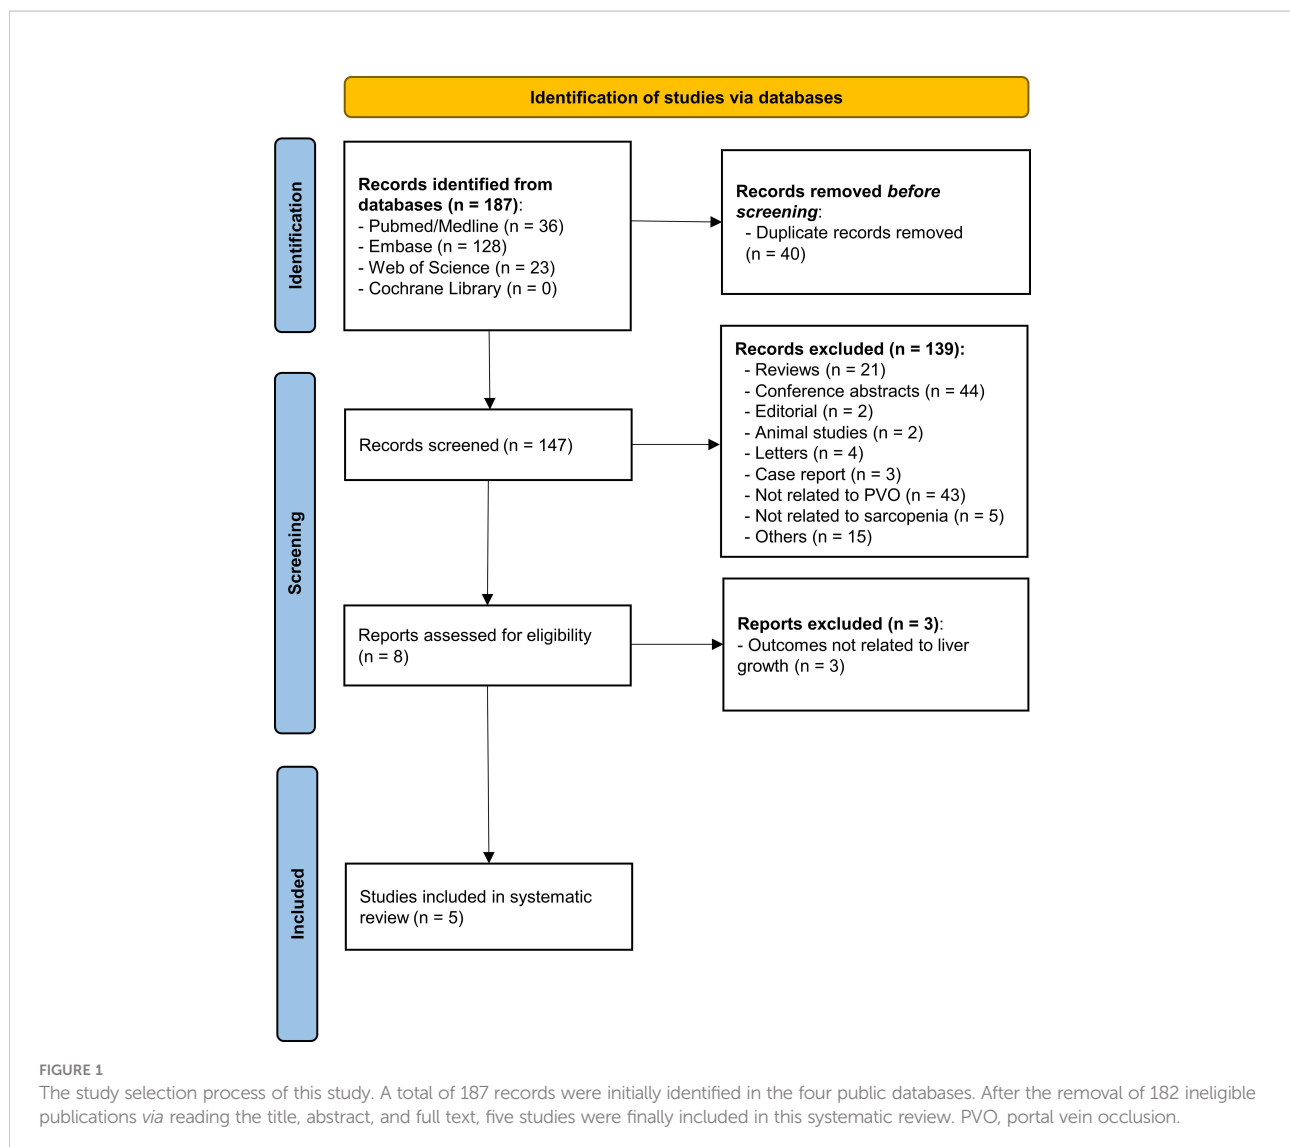 Identification of studies via databases
Identification
Records identified from
databases (n = 187):
- Pubmed/Medline (n = 36)
- Embase (n = 128)
- Web of Science (n = 23)
- Cochrane Library (n = 0)
Records removed before
screening:
- Duplicate records removed
(n = 40)
Screening
Records screened (n = 147)
Records excluded (n = 139):
- Reviews (n = 21)
- Conference abstracts (n = 44)
- Editorial (n = 2)
- Animal studies (n = 2)
- Letters (n = 4)
- Case report (n = 3)
- Not related to PVO (n = 43)
- Not related to sarcopenia (n = 5)
- Others (n = 15)
Reports assessed for eligibility
(n = 8)
Reports excluded (n = 3):
- Outcomes not related to liver
growth (n = 3)
Included
Studies included in systematic
review (n = 5)
FIGURE 1
The study selection process of this study. A total of 187 records were initially identified in the four public databases. After the removal of 182 ineligible
publications via reading the title, abstract, and full text, five studies were finally included in this systematic review. PVO, portal vein occlusion.